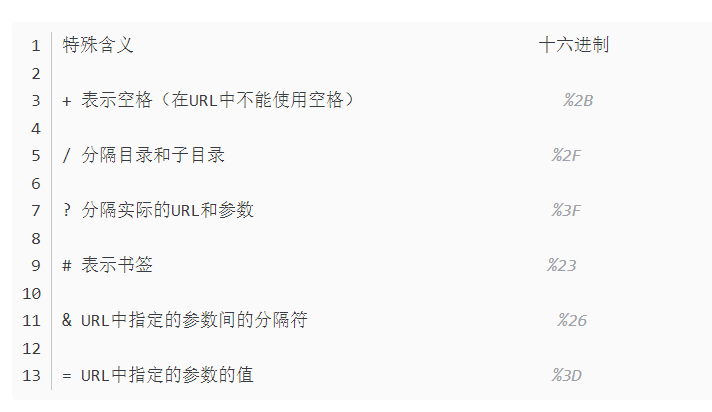 1 特殊含义 十六进制
2
3 + 表示空格（在URL中不能使用空格） %2B
4
5 / 分隔目录和子目录 %2F
6
7 ? 分隔实际的URL和参数 %3F
8
9 # 表示书签 %23
10
11 & URL中指定的参数间的分隔符 %26
12
13 = URL中指定的参数的值 %3D